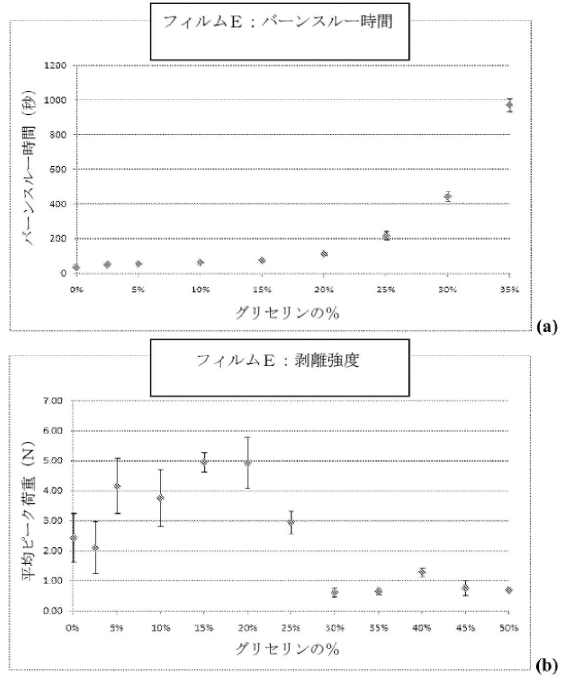 フィルムE：バーンスルー時間
バーンスルー時間（秒）
1200
1000
800
600
400
200
0
0% 5% 10% 15% 20% 25% 30% 35%
グリセリンの%
(a)
フィルムE：剥離強度
平均ピーク荷重（N）
7.00
6.00
5.00
4.00
3.00
2.00
1.00
0.00
0% 5% 10% 15% 20% 25% 30% 35% 40% 45% 50%
グリセリンの%
(b)